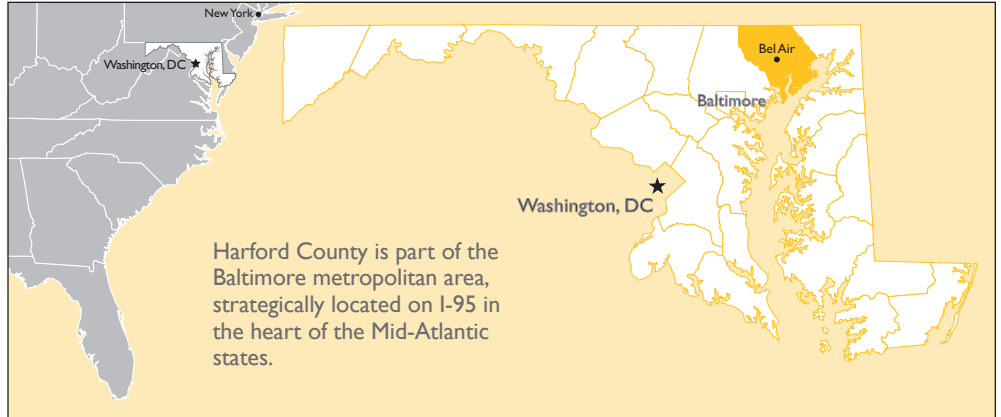 New York
Washington, DC
Bel Air
Baltimore
Washington, DC
Harford County is part of the
Baltimore metropolitan area,
strategically located on I-95 in
the heart of the Mid-Atlantic
states.